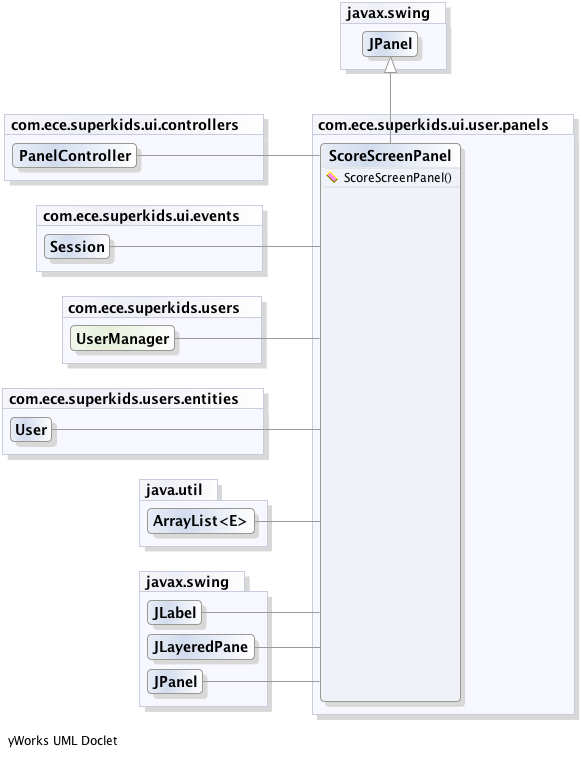 javax.swing
JPanel
com.ece.superkids.ui.controllers
PanelController
com.ece.superkids.ui.user.panels
ScoreScreenPanel
ScoreScreenPanel()
com.ece.superkids.ui.events
Session
com.ece.superkids.users
UserManager
com.ece.superkids.users.entities
User
java.util
ArrayList<E>
javax.swing
JLabel
JLayeredPane
JPanel
yWorks UML Doclet